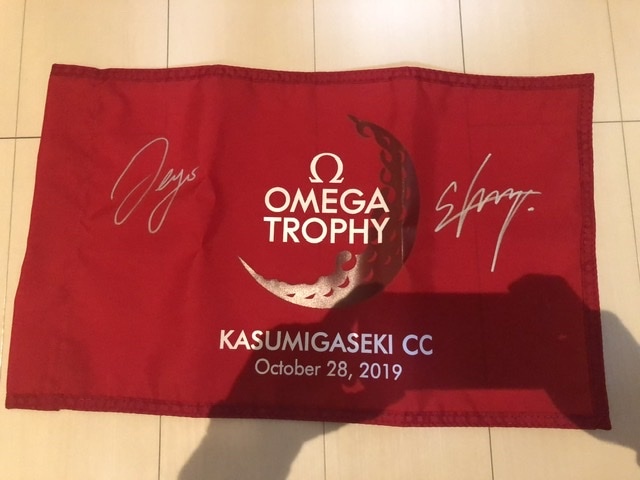 Ω
OMEGA
TROPHY
KASUMIGASEKI CC
October 28, 2019